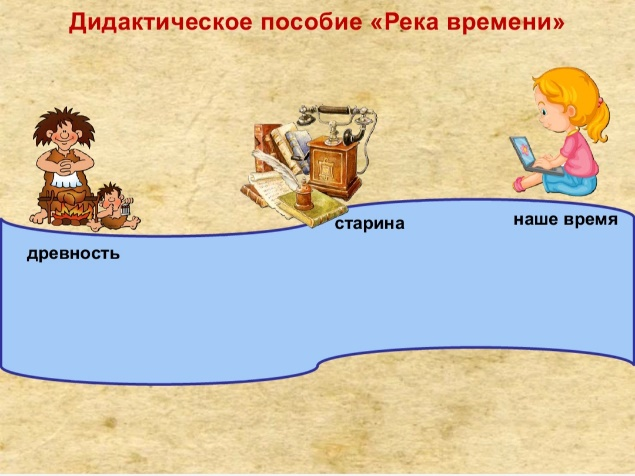 Дидактическое пособие «Река времени»
древность
старина
наше время